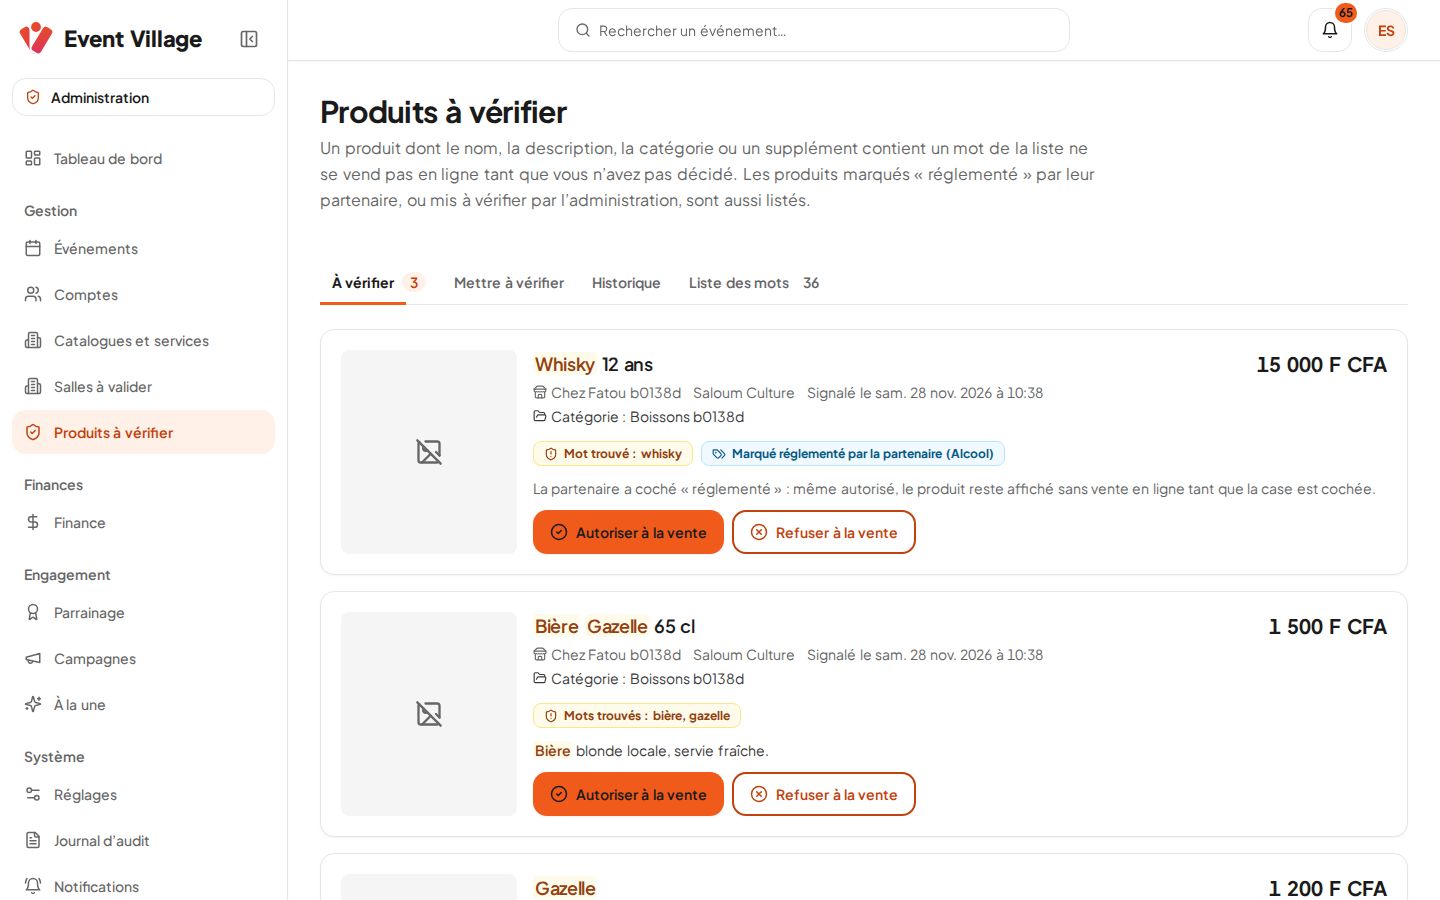 Event Village
Rechercher un événement…
65
ES
Administration
Tableau de bord
Gestion
Événements
Comptes
Catalogues et services
Salles à valider
Produits à vérifier
Finances
Finance
Engagement
Parrainage
Campagnes
À la une
Système
Réglages
Journal d’audit
Notifications
Produits à vérifier
Un produit dont le nom, la description, la catégorie ou un supplément contient un mot de la liste ne
se vend pas en ligne tant que vous n’avez pas décidé. Les produits marqués « réglementé » par leur
partenaire, ou mis à vérifier par l’administration, sont aussi listés.
À vérifier 3 Mettre à vérifier Historique Liste des mots 36
Whisky 12 ans 15 000 F CFA
Chez Fatou b0138d Saloum Culture Signalé le sam. 28 nov. 2026 à 10:38
Catégorie : Boissons b0138d
Mot trouvé : whisky Marqué réglementé par la partenaire (Alcool)
La partenaire a coché « réglementé » : même autorisé, le produit reste affiché sans vente en ligne tant que la case est cochée.
Autoriser à la vente Refuser à la vente
Bière Gazelle 65 cl 1 500 F CFA
Chez Fatou b0138d Saloum Culture Signalé le sam. 28 nov. 2026 à 10:38
Catégorie : Boissons b0138d
Mots trouvés : bière, gazelle
Bière blonde locale, servie fraîche.
Autoriser à la vente Refuser à la vente
Gazelle 1 200 F CFA